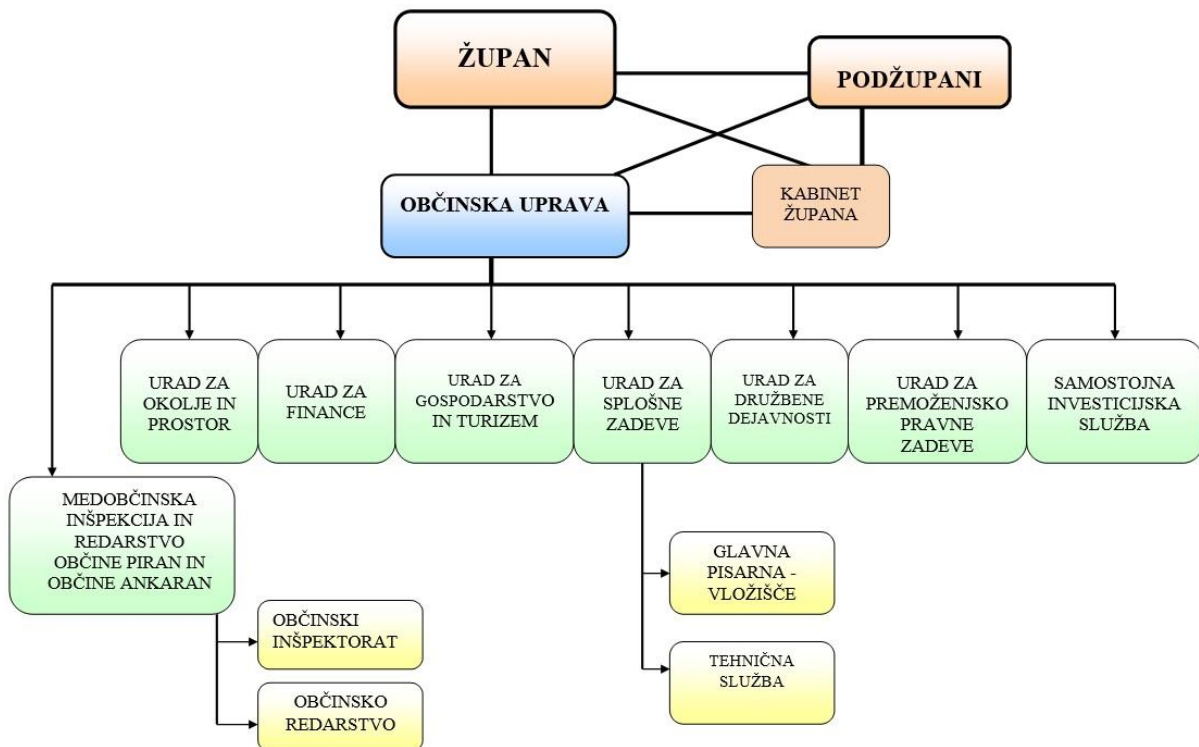 ŽUPAN
PODŽUPANI
OBČINSKA UPRAVA
KABINET
ŽUPANA
URAD ZA
OKOLJE IN
PROSTOR
URAD ZA
FINANCE
URAD ZA
GOSPODARSTVO
IN TURIZEM
URAD ZA
SPLOŠNE
ZADEVE
URAD ZA
DRUŽBENE
DEJAVNOSTI
URAD ZA
PREMOŽENJSKO
PRAVNE
ZADEVE
SAMOSTOJNA
INVESTICIJSKA
SLUŽBA
MEDOBČINSKA
INŠPEKCIJA IN
REDARSTVO
OBČINE PIRAN IN
OBČINE ANKARAN
OBČINSKI
INŠPEKTORAT
OBČINSKO
REDARSTVO
GLAVNA
PISARNA -
VLOŽIŠČE
TEHNIČNA
SLUŽBA